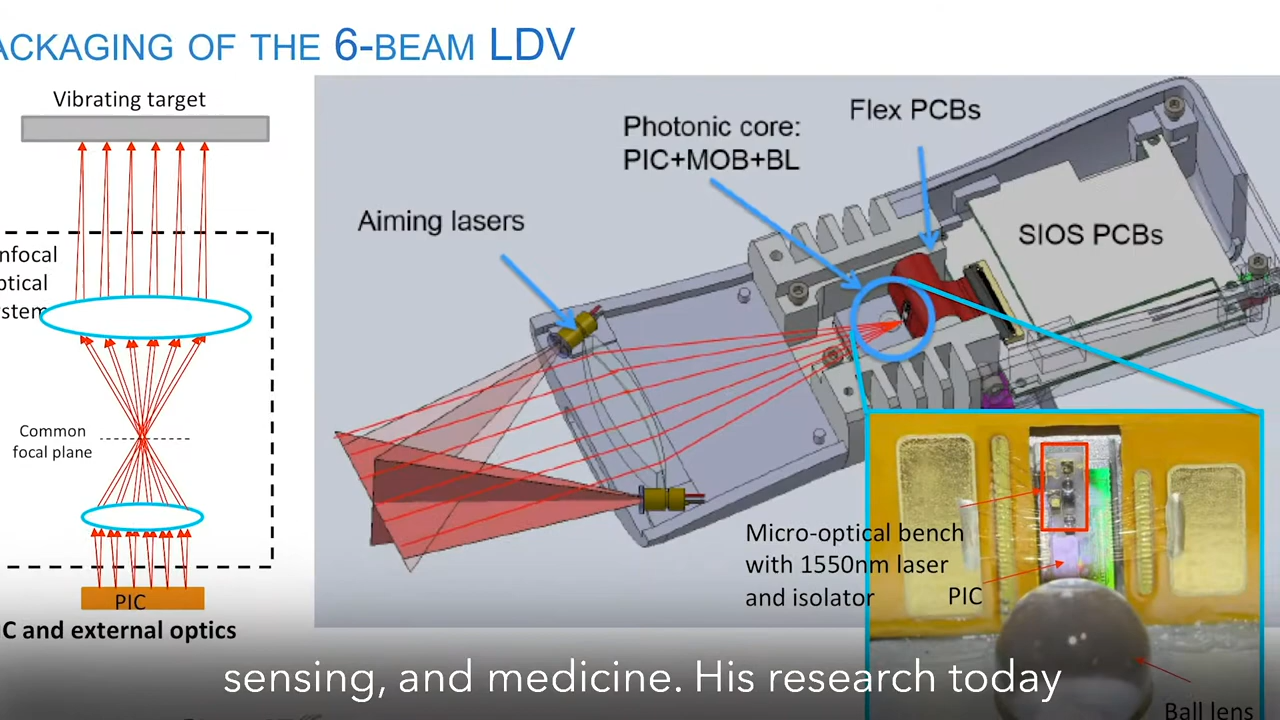 ACKAGING OF THE 6-BEAM LDV
Vibrating target
nfocal
ptical
stem
Common
focal plane
PIC
C and external optics
Photonic core:
PIC+MOB+BL
Flex PCBs
Aiming lasers
SIOS PCBs
Micro-optical bench
with 1550nm laser
and isolator
PIC
Ball lens
sensing, and medicine. His research today